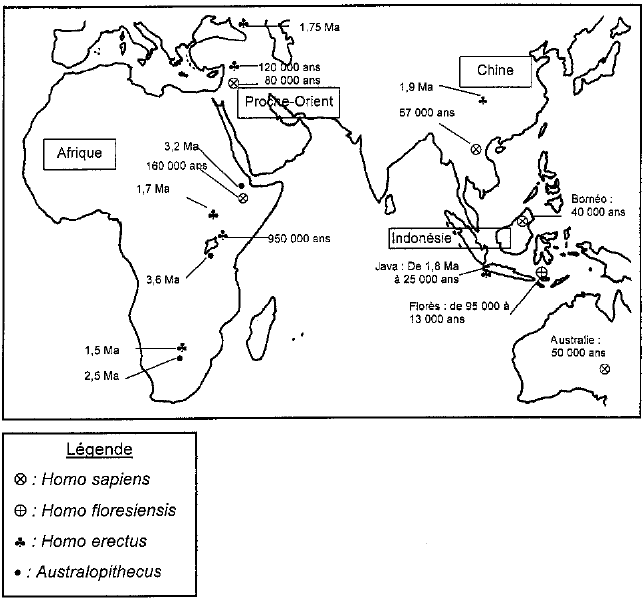 1.75 Ma
120 000 ans
80 000 ans
Proche-Orient
Chine
1,9 Ma
57 000 ans
Afrique
3,2 Ma
160 000 ans
1,7 Ma
950 000 ans
3,6 Ma
1,5 Ma
2,5 Ma
Bornéo :
40 000 ans
Indonésie
Java : De 1,8 Ma
à 25 000 ans
Florès : de 95 000 à
13 000 ans
Australie :
50 000 ans
Légende
: Homo sapiens
: Homo floresiensis
: Homo erectus
: Australopithecus